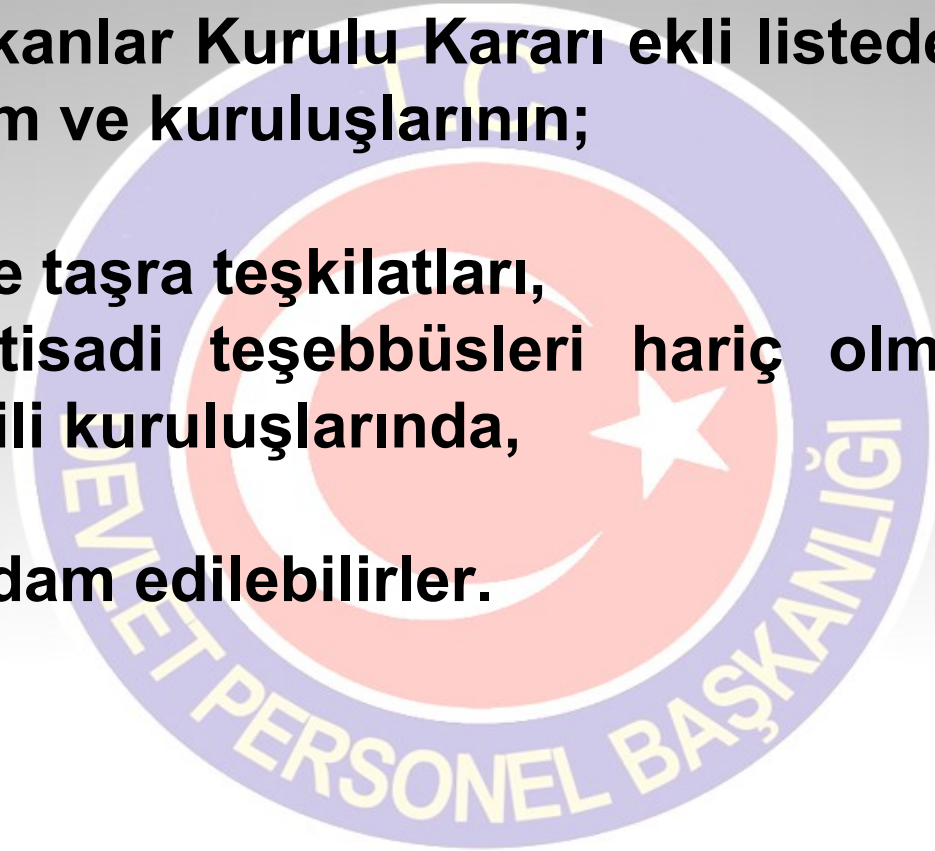 kanlar Kurulu Kararı ekli listede
m ve kuruluşlarının;
e taşra teşkilatları,
tisadi teşebbüsleri hariç olm
ili kuruluşlarında,
dam edilebilirler.
TC
DEVLET PERSONEL BAŞKANLIĞI